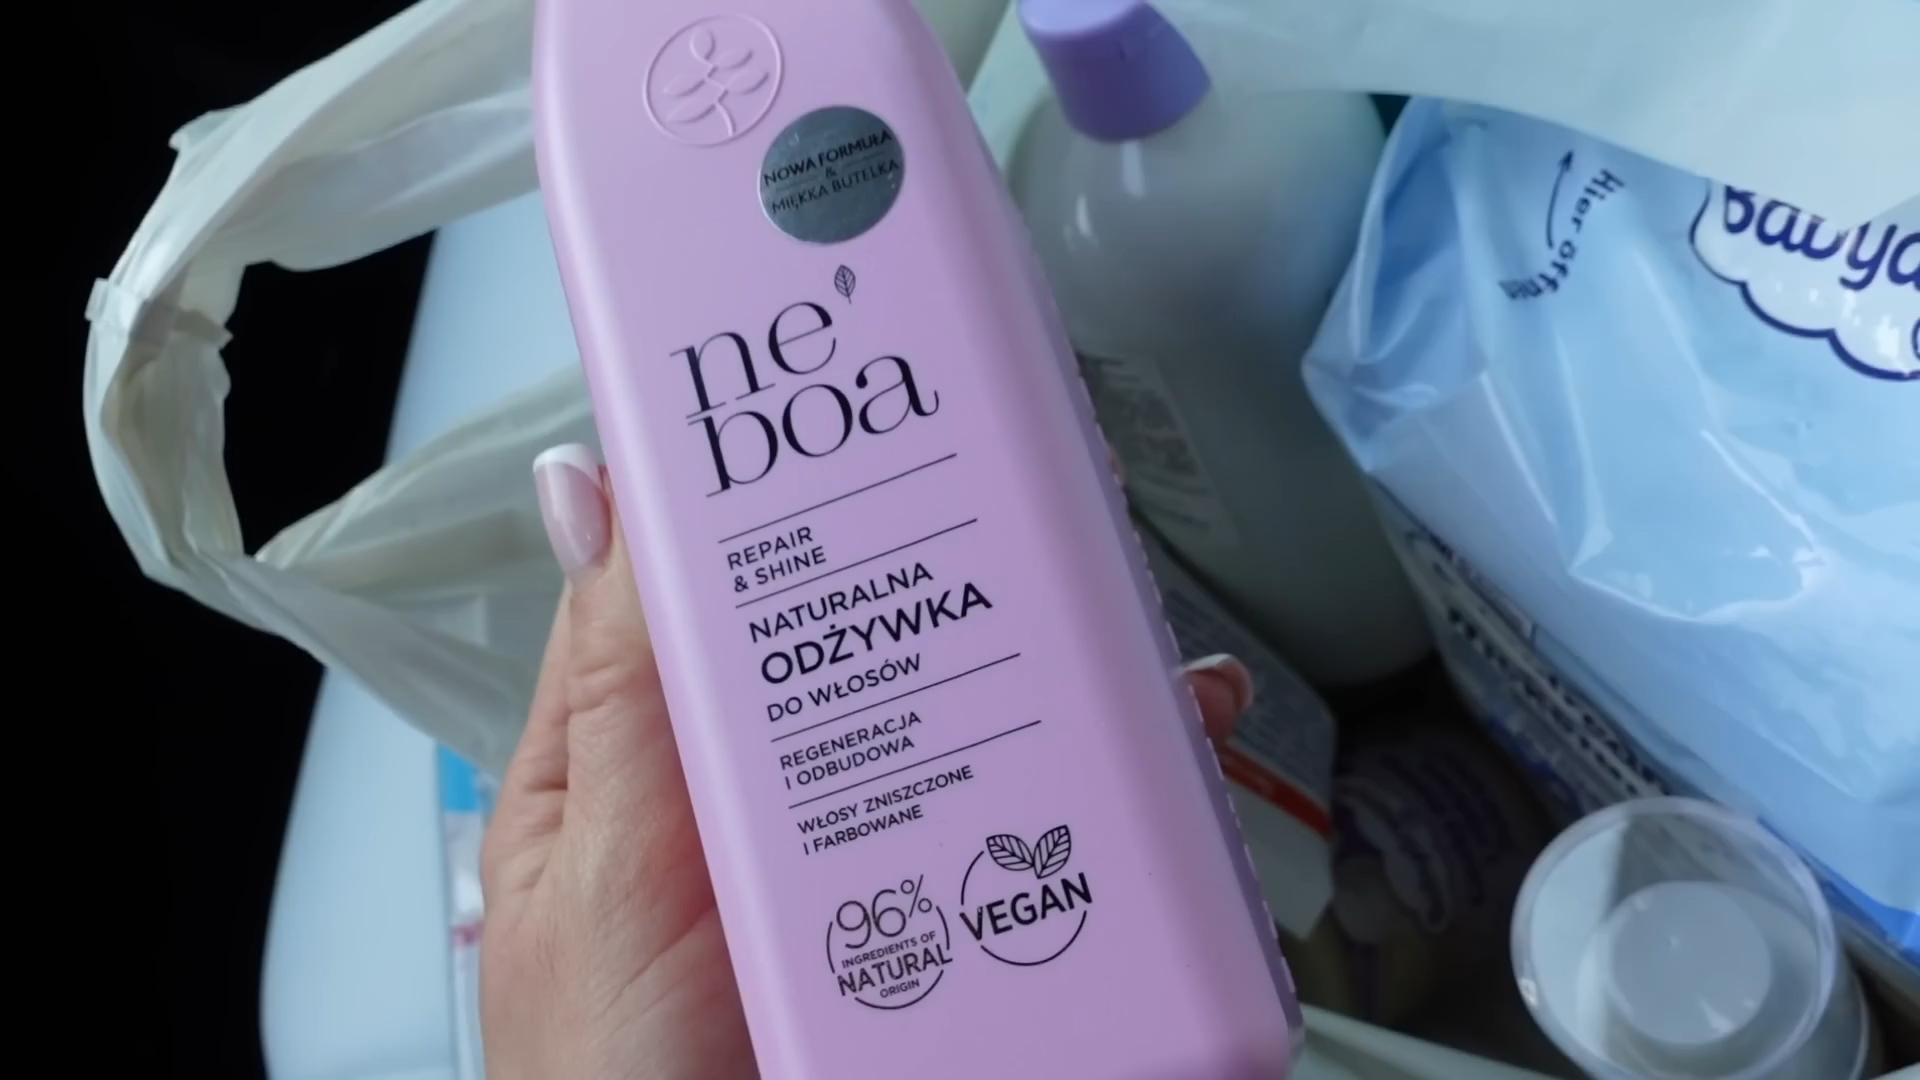 NOWA FORMUŁA
&
MIĘKKA BUTELKA
ne
boa
REPAIR
& SHINE
NATURALNA
ODŻYWKA
DO WŁOSÓW
REGENERACJA
I ODBUDOWA
WŁOSY ZNISZCZONE
I FARBOWANE
96%
INGREDIENTS OF
NATURAL
ORIGIN
VEGAN
Hier öffnen